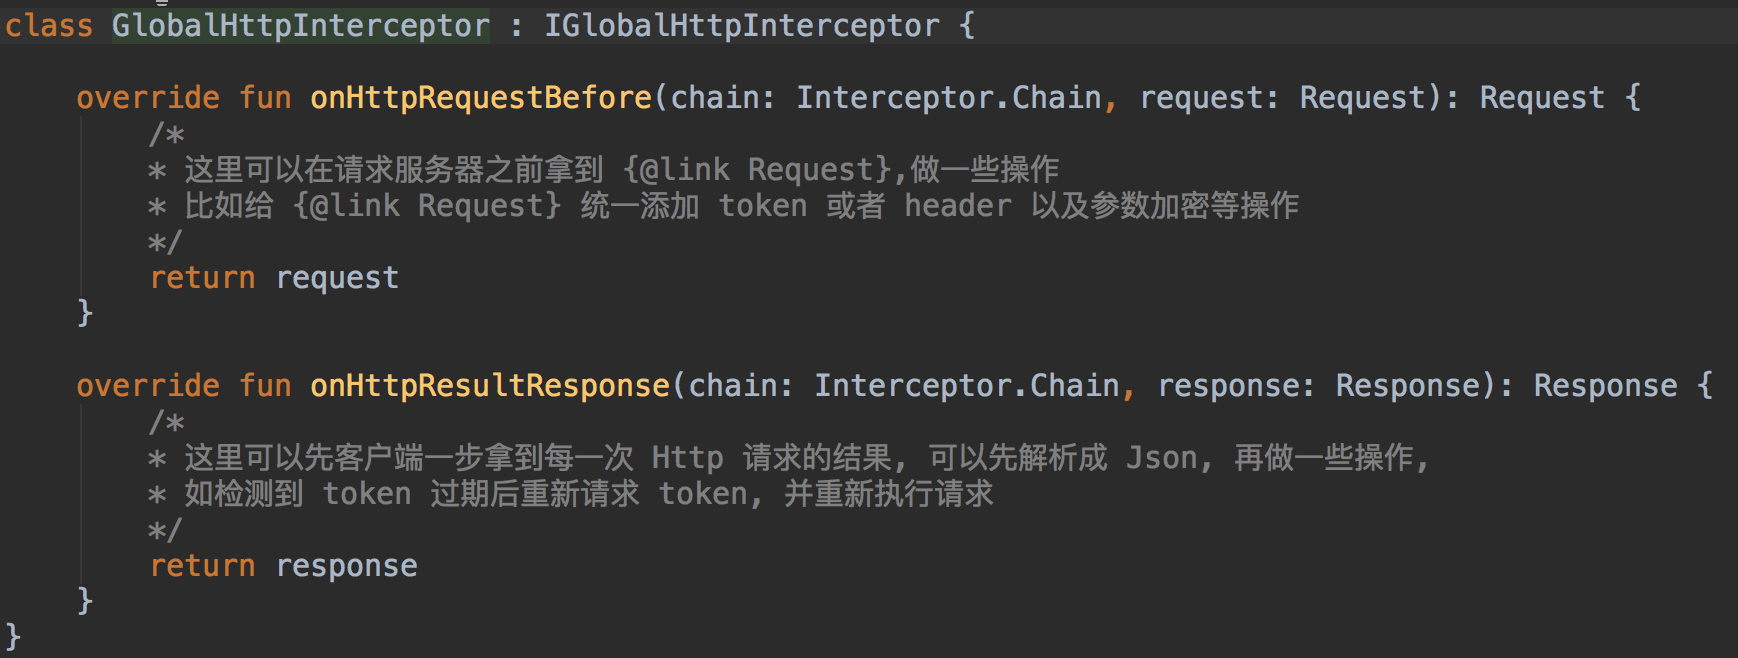 class GlobalHttpInterceptor : IGlobalHttpInterceptor {
override fun onHttpRequestBefore(chain: Interceptor.Chain, request: Request): Request {
/*
* 这里可以在请求服务器之前拿到 {@link Request},做一些操作
* 比如给 {@link Request} 统一添加 token 或者 header 以及参数加密等操作
*/
return request
}
override fun onHttpResultResponse(chain: Interceptor.Chain, response: Response): Response {
/*
* 这里可以先客户端一步拿到每一次 Http 请求的结果, 可以先解析成 Json, 再做一些操作,
* 如检测到 token 过期后重新请求 token, 并重新执行请求
*/
return response
}
}